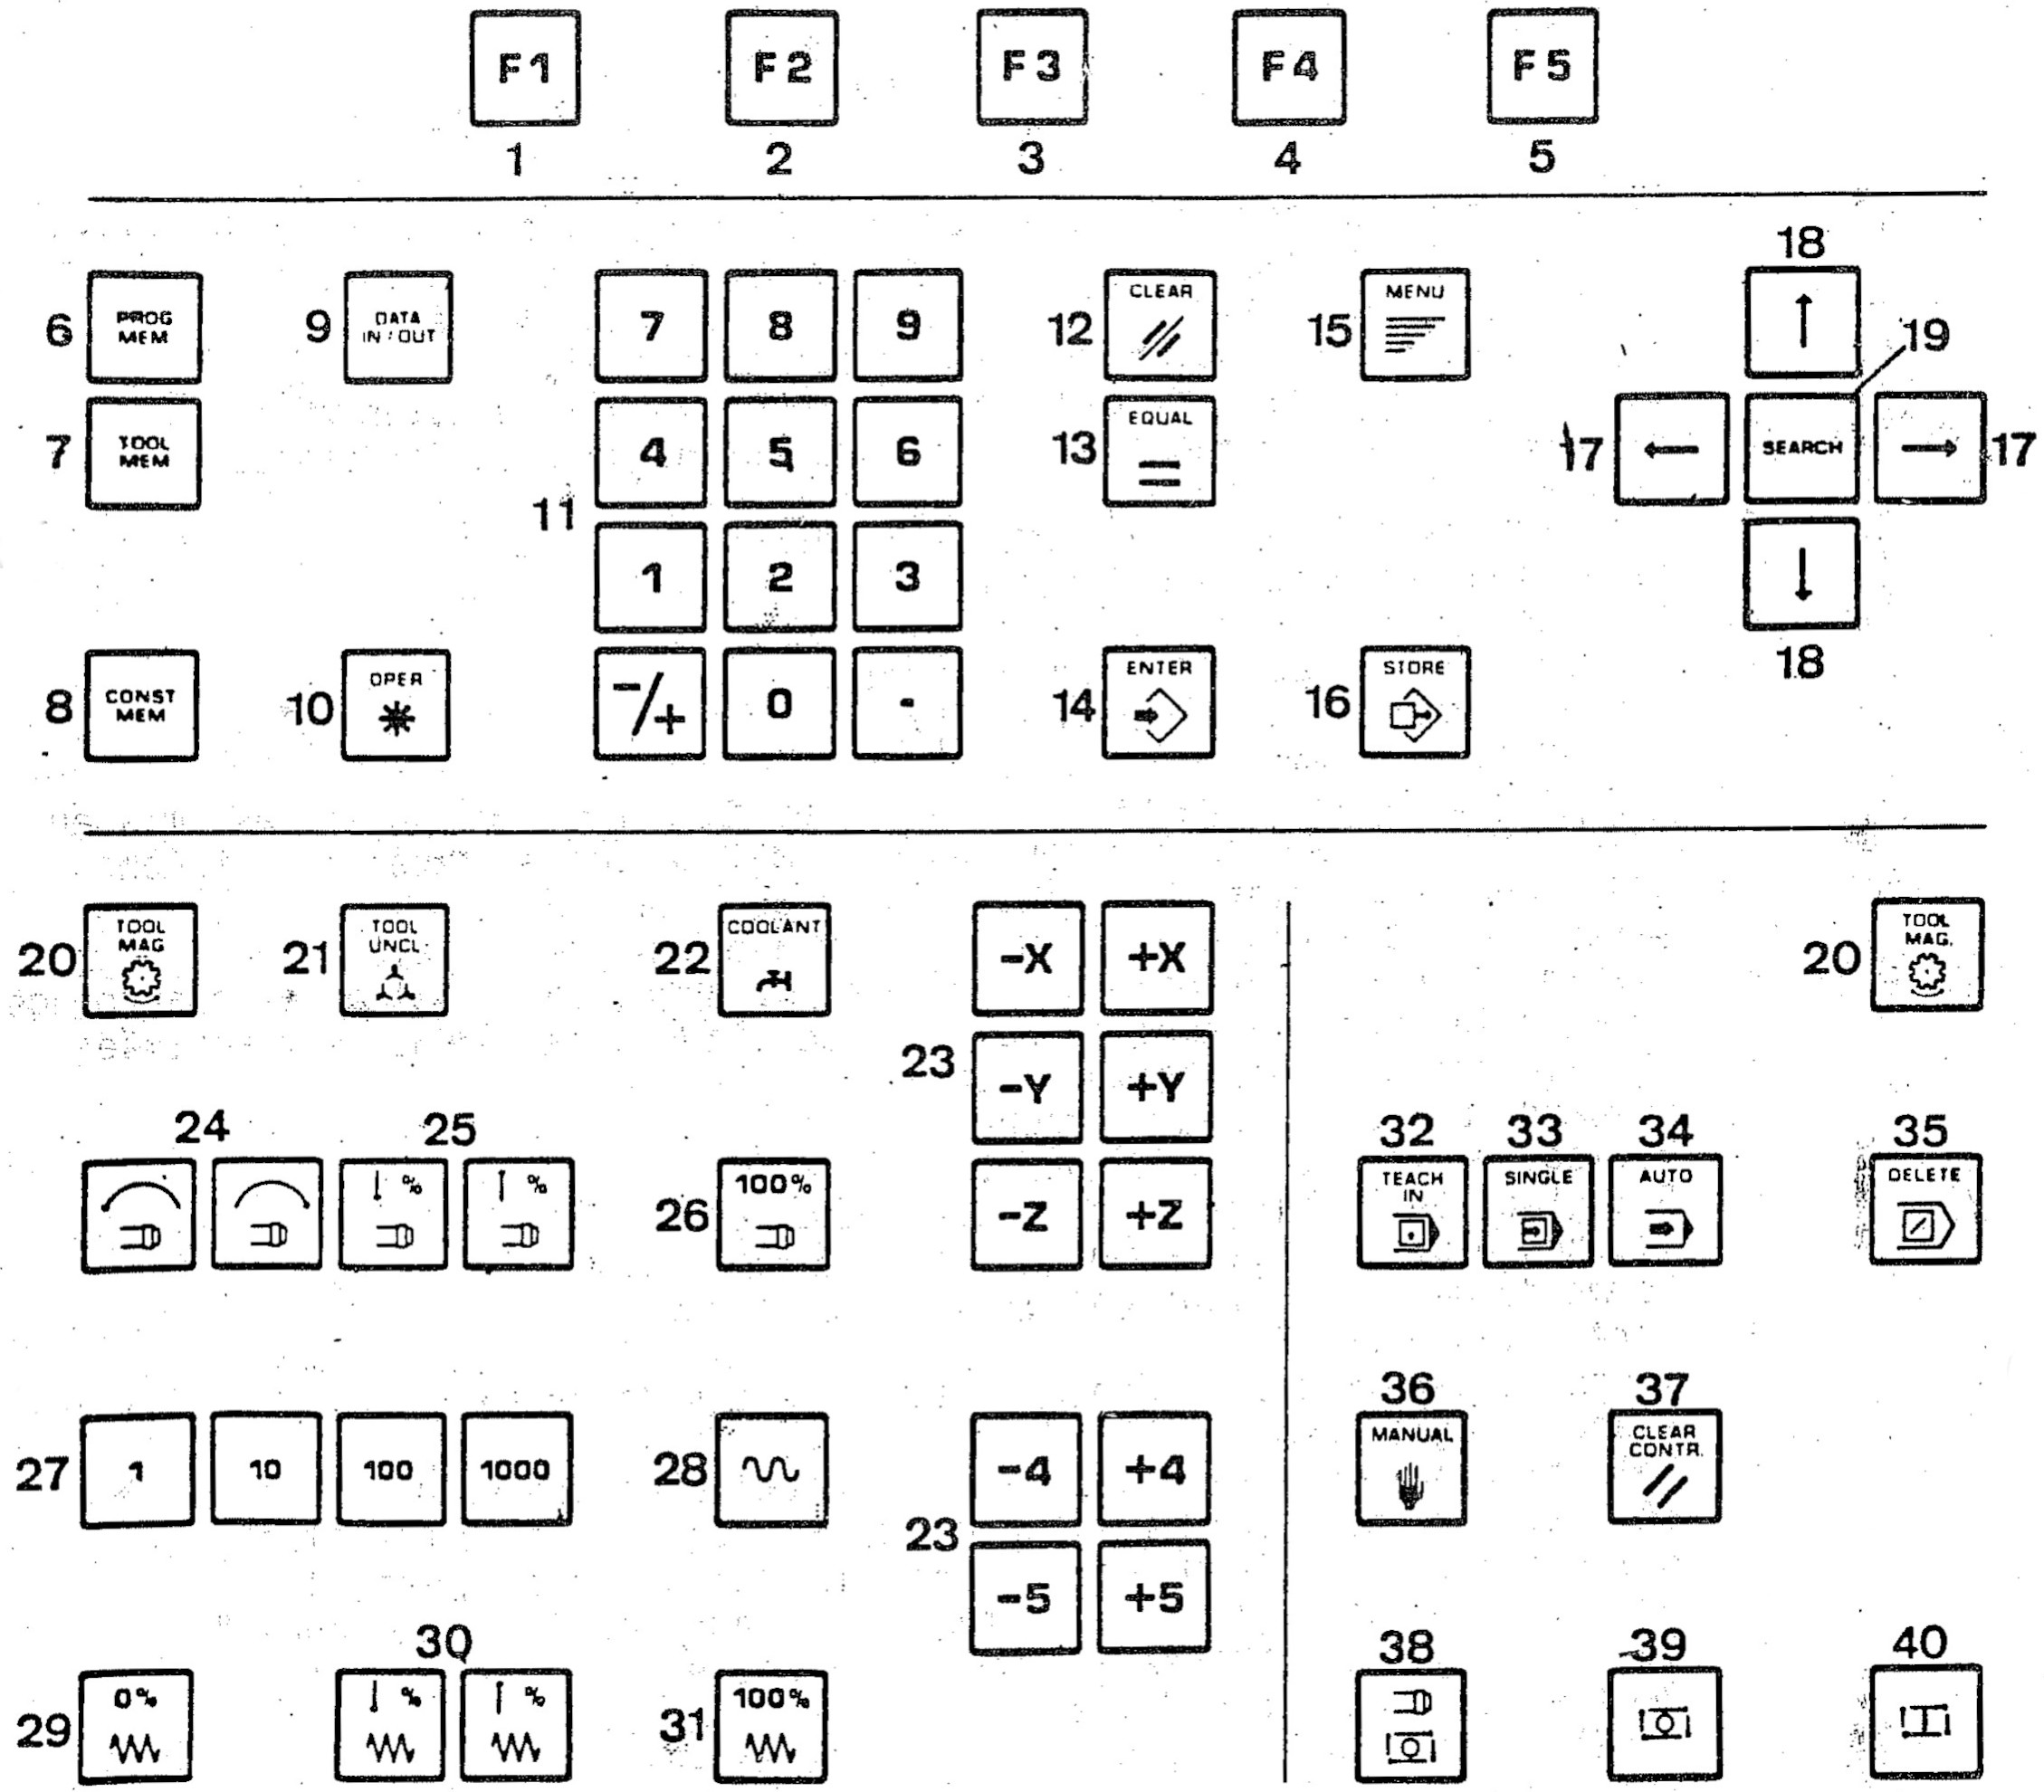 F1 F2 F3 F4 F5
1 2 3 4 5
18
6 PROG MEM 9 DATA IN/OUT 7 8 9 12 CLEAR 15 MENU 19
7 TOOL MEM 4 5 6 13 EQUAL 17 SEARCH 17
11
1 2 3
8 CONST MEM 10 OPER -/+ 0 . 14 ENTER 16 STORE 18
20 TOOL MAG 21 TOOL UNCL. 22 COOLANT -X +X 20 TOOL MAG.
23 -Y +Y
24 25 32 33 34 35
% % 26 100% -Z +Z TEACH IN SINGLE AUTO DELETE
36 37
27 1 10 100 1000 28 -4 +4 MANUAL CLEAR CONTR.
23
-5 +5
30 38 39 40
29 0% % % 31 100%